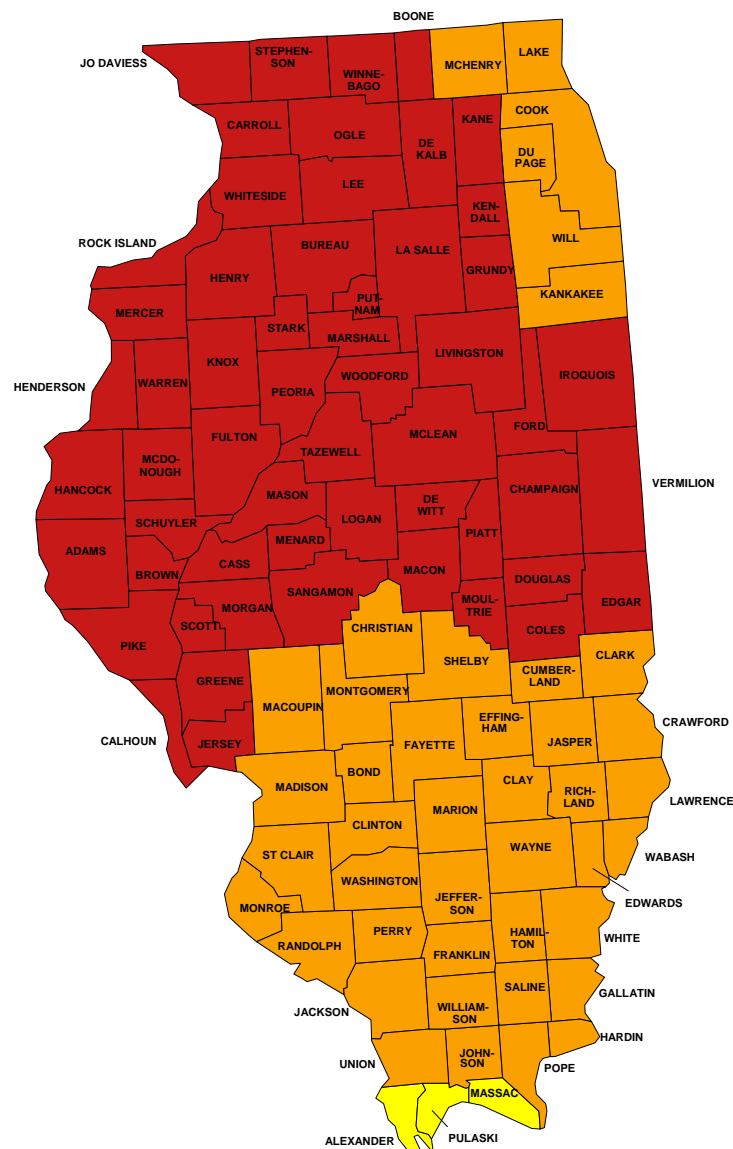 BOONE
JO DAVIESS
STEPHEN-
SON
WINNE-
BAGO
MCHENRY
LAKE
CARROLL
OGLE
DE
KALB
KANE
COOK
DU
PAGE
WHITESIDE
LEE
KEN-
DALL
ROCK ISLAND
BUREAU
LA SALLE
WILL
HENRY
GRUNDY
KANKAKEE
MERCER
PUT-
NAM
STARK
MARSHALL
LIVINGSTON
KNOX
HENDERSON
WARREN
PEORIA
WOODFORD
IROQUOIS
FULTON
MCLEAN
FORD
MCDO-
NOUGH
TAZEWELL
HANCOCK
MASON
DE
WITT
CHAMPAIGN
VERMILION
SCHUYLER
LOGAN
ADAMS
MENARD
PIATT
BROWN
CASS
MACON
DOUGLAS
SANGAMON
MOUL-
TRIE
EDGAR
MORGAN
SCOTT
CHRISTIAN
COLES
PIKE
SHELBY
CLARK
GREENE
MONTGOMERY
CUMBER-
LAND
MACOUPIN
EFFING-
HAM
CRAWFORD
CALHOUN
JERSEY
FAYETTE
JASPER
BOND
CLAY
MADISON
RICH-
LAND
LAWRENCE
MARION
CLINTON
WAYNE
ST CLAIR
WABASH
WASHINGTON
EDWARDS
MONROE
JEFFER-
SON
PERRY
HAMIL-
TON
WHITE
RANDOLPH
FRANKLIN
SALINE
GALLATIN
JACKSON
WILLIAM-
SON
HARDIN
UNION
JOHN-
SON
POPE
MASSAC
ALEXANDER
PULASKI